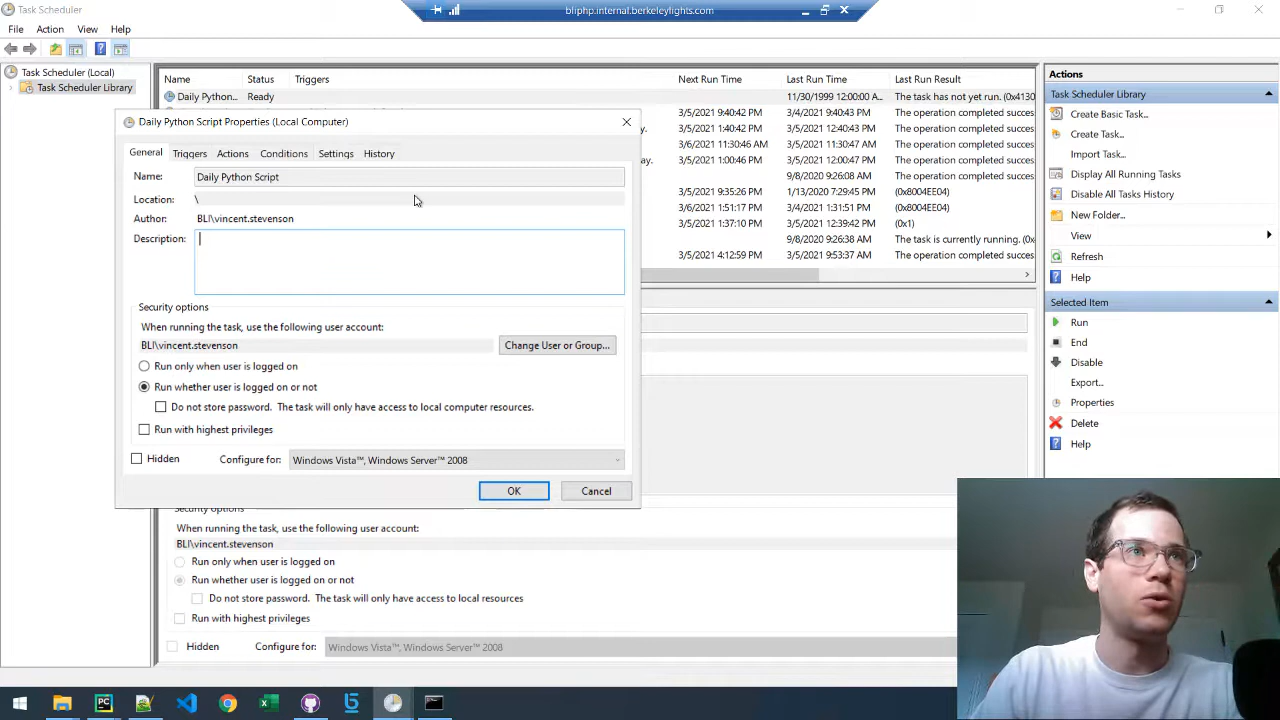 Task Scheduler
bliphp.internal.berkeleylights.com
File Action View Help
Task Scheduler (Local)
Task Scheduler Library
Name Status Triggers Next Run Time Last Run Time Last Run Result
Daily Python... Ready 11/30/1999 12:00:00 A... The task has not yet run. (0x4130
3/5/2021 9:40:42 PM 3/4/2021 9:40:43 PM The operation completed succes
y. 3/5/2021 1:40:42 PM 3/5/2021 12:40:43 PM The operation completed succes
3/6/2021 11:30:46 AM 3/5/2021 11:30:47 AM The operation completed succes
day. 3/5/2021 1:00:46 PM 3/5/2021 12:00:47 PM The operation completed succes
9/8/2020 9:26:08 AM The operation completed succes
3/5/2021 9:35:26 PM 1/13/2020 7:29:45 PM (0x8004EE04)
3/6/2021 1:51:17 PM 3/4/2021 1:31:51 PM (0x8004EE04)
3/5/2021 1:37:10 PM 3/5/2021 12:39:42 PM (0x1)
9/8/2020 9:26:38 AM The task is currently running. (0x
3/5/2021 4:12:59 PM 3/5/2021 9:53:37 AM The operation completed succes
Daily Python Script Properties (Local Computer)
General Triggers Actions Conditions Settings History
Name: Daily Python Script
Location: \
Author: BLI\vincent.stevenson
Description:
Security options
When running the task, use the following user account:
BLI\vincent.stevenson Change User or Group...
Run only when user is logged on
Run whether user is logged on or not
Do not store password. The task will only have access to local computer resources.
Run with highest privileges
Hidden Configure for: Windows Vista™, Windows Server™ 2008
OK Cancel
Security options
When running the task, use the following user account:
BLI\vincent.stevenson
Run only when user is logged on
Run whether user is logged on or not
Do not store password. The task will only have access to local resources
Run with highest privileges
Hidden Configure for: Windows Vista™, Windows Server™ 2008
Actions
Task Scheduler Library
Create Basic Task...
Create Task...
Import Task...
Display All Running Tasks
Disable All Tasks History
New Folder...
View
Refresh
Help
Selected Item
Run
End
Disable
Export...
Properties
Delete
Help